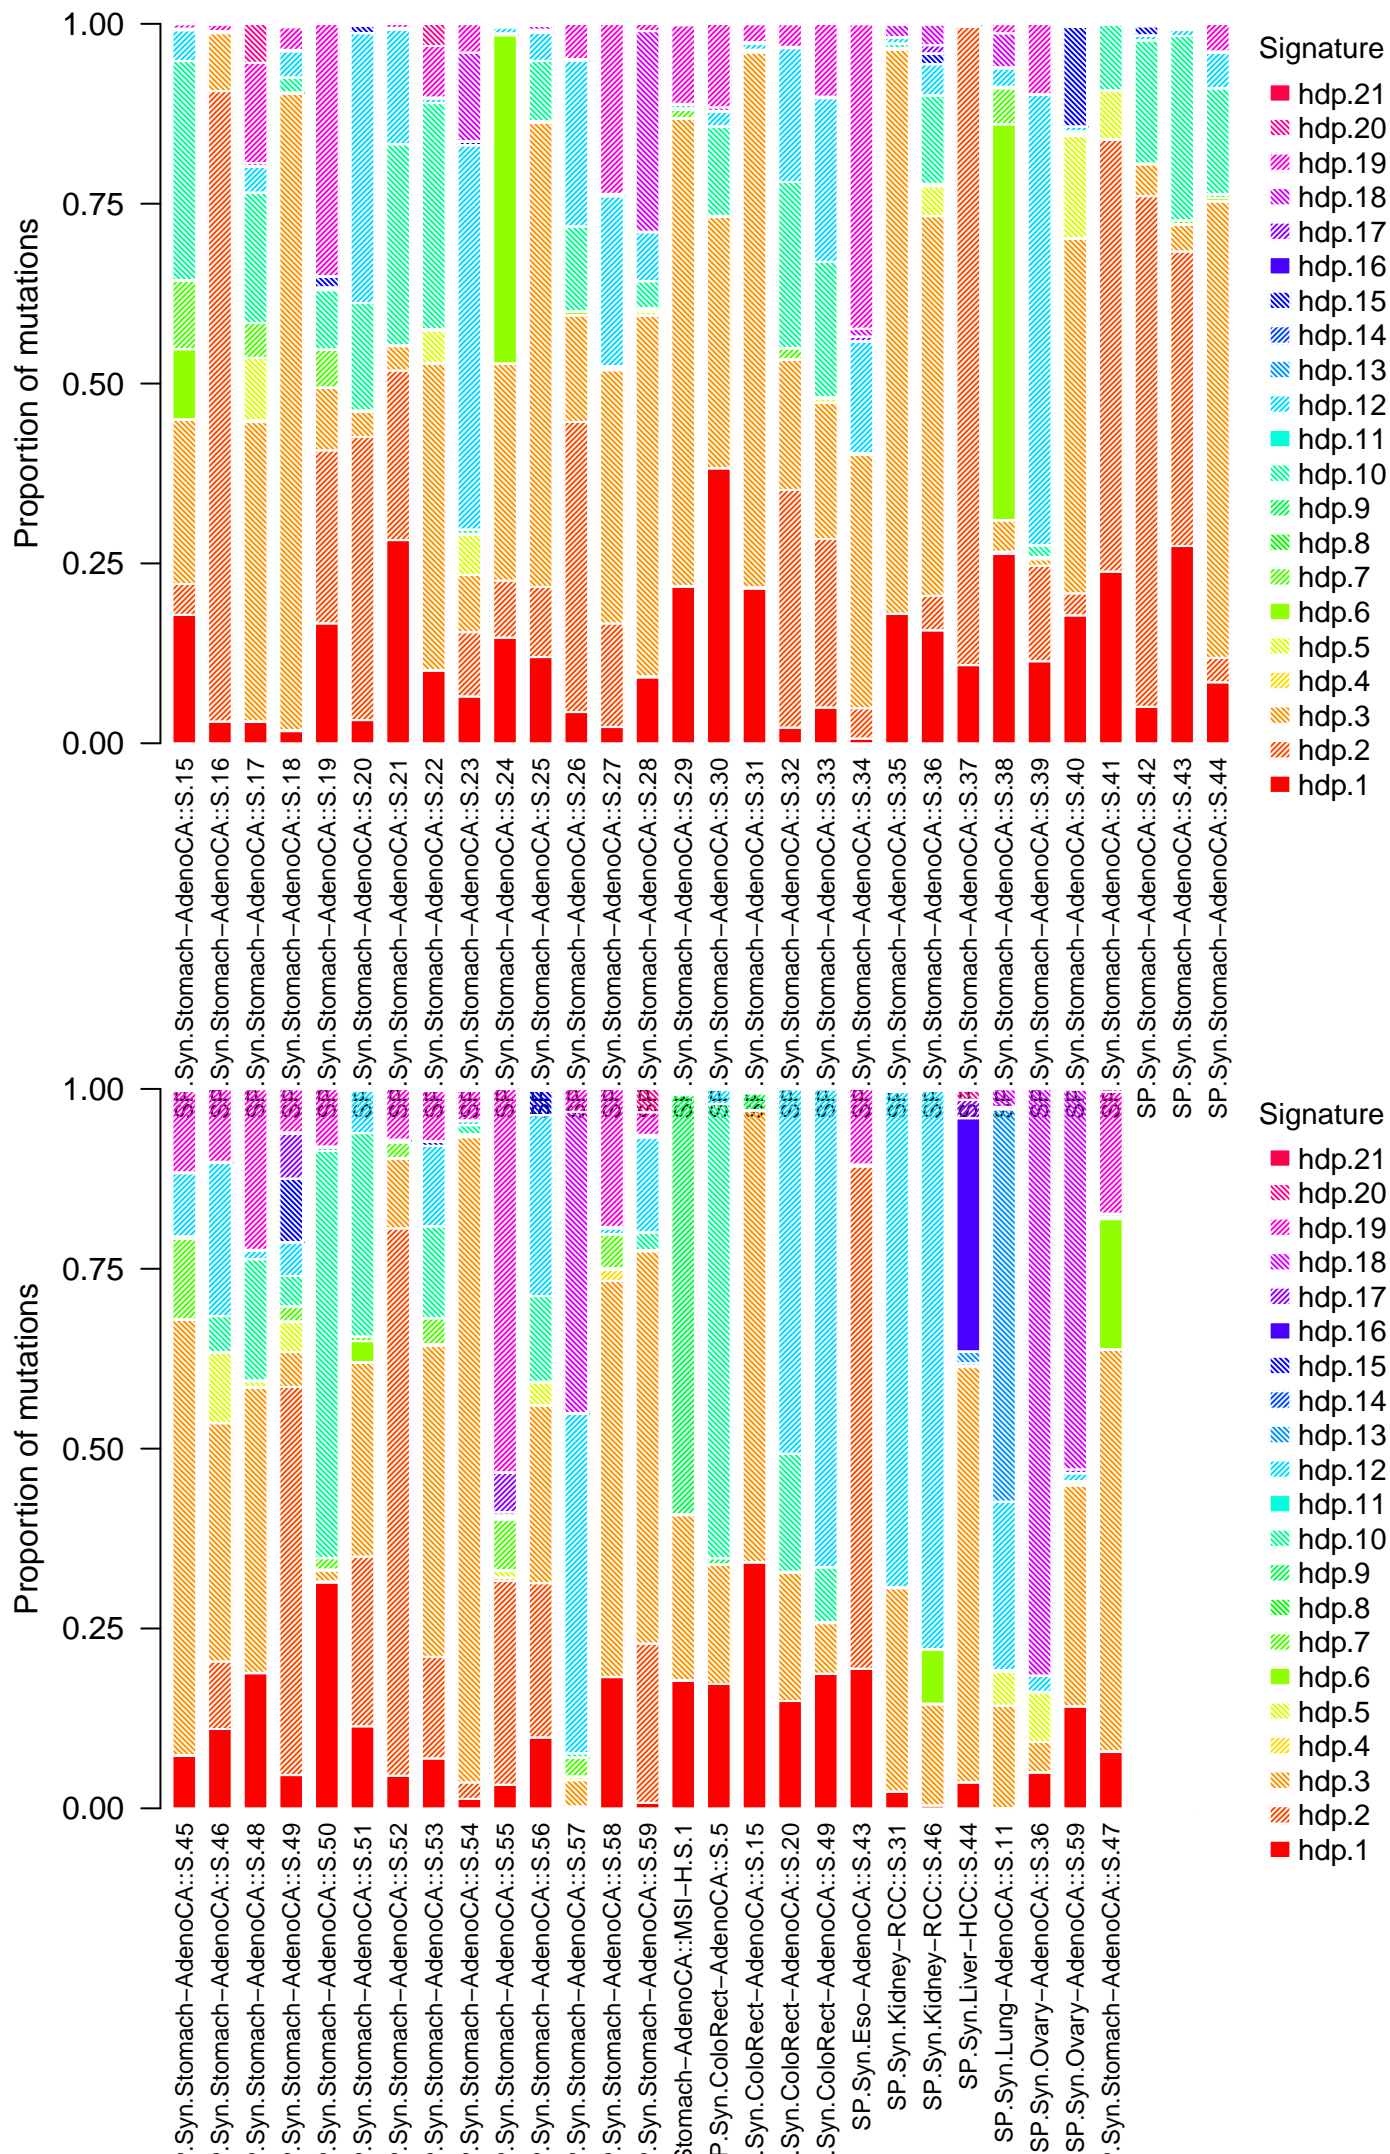 Proportion of mutations
1.00
0.75
0.50
0.25
0.00
.Syn.Stomach−AdenoCA::S.15
.Syn.Stomach−AdenoCA::S.16
.Syn.Stomach−AdenoCA::S.17
.Syn.Stomach−AdenoCA::S.18
.Syn.Stomach−AdenoCA::S.19
.Syn.Stomach−AdenoCA::S.20
.Syn.Stomach−AdenoCA::S.21
.Syn.Stomach−AdenoCA::S.22
.Syn.Stomach−AdenoCA::S.23
.Syn.Stomach−AdenoCA::S.24
.Syn.Stomach−AdenoCA::S.25
.Syn.Stomach−AdenoCA::S.26
.Syn.Stomach−AdenoCA::S.27
.Syn.Stomach−AdenoCA::S.28
SP.Syn.Stomach−AdenoCA::S.29
SP.Syn.Stomach−AdenoCA::S.30
SP.Syn.Stomach−AdenoCA::S.31
SP.Syn.Stomach−AdenoCA::S.32
SP.Syn.Stomach−AdenoCA::S.33
SP.Syn.Stomach−AdenoCA::S.34
SP.Syn.Stomach−AdenoCA::S.35
SP.Syn.Stomach−AdenoCA::S.36
SP.Syn.Stomach−AdenoCA::S.37
SP.Syn.Stomach−AdenoCA::S.38
SP.Syn.Stomach−AdenoCA::S.39
SP.Syn.Stomach−AdenoCA::S.40
SP.Syn.Stomach−AdenoCA::S.41
SP.Syn.Stomach−AdenoCA::S.42
SP.Syn.Stomach−AdenoCA::S.43
SP.Syn.Stomach−AdenoCA::S.44
Signature
hdp.21
hdp.20
hdp.19
hdp.18
hdp.17
hdp.16
hdp.15
hdp.14
hdp.13
hdp.12
hdp.11
hdp.10
hdp.9
hdp.8
hdp.7
hdp.6
hdp.5
hdp.4
hdp.3
hdp.2
hdp.1
Proportion of mutations
1.00
0.75
0.50
0.25
0.00
.Syn.Stomach−AdenoCA::S.45
.Syn.Stomach−AdenoCA::S.46
.Syn.Stomach−AdenoCA::S.48
.Syn.Stomach−AdenoCA::S.49
.Syn.Stomach−AdenoCA::S.50
.Syn.Stomach−AdenoCA::S.51
.Syn.Stomach−AdenoCA::S.52
.Syn.Stomach−AdenoCA::S.53
.Syn.Stomach−AdenoCA::S.54
.Syn.Stomach−AdenoCA::S.55
.Syn.Stomach−AdenoCA::S.56
.Syn.Stomach−AdenoCA::S.57
.Syn.Stomach−AdenoCA::S.58
.Syn.Stomach−AdenoCA::S.59
Stomach−AdenoCA::MSI−H.S.1
P.Syn.ColoRect−AdenoCA::S.5
.Syn.ColoRect−AdenoCA::S.15
.Syn.ColoRect−AdenoCA::S.20
.Syn.ColoRect−AdenoCA::S.49
SP.Syn.Eso−AdenoCA::S.43
SP.Syn.Kidney−RCC::S.31
SP.Syn.Kidney−RCC::S.46
SP.Syn.Liver−HCC::S.44
SP.Syn.Lung−AdenoCA::S.11
SP.Syn.Ovary−AdenoCA::S.36
SP.Syn.Ovary−AdenoCA::S.59
.Syn.Stomach−AdenoCA::S.47
Signature
hdp.21
hdp.20
hdp.19
hdp.18
hdp.17
hdp.16
hdp.15
hdp.14
hdp.13
hdp.12
hdp.11
hdp.10
hdp.9
hdp.8
hdp.7
hdp.6
hdp.5
hdp.4
hdp.3
hdp.2
hdp.1